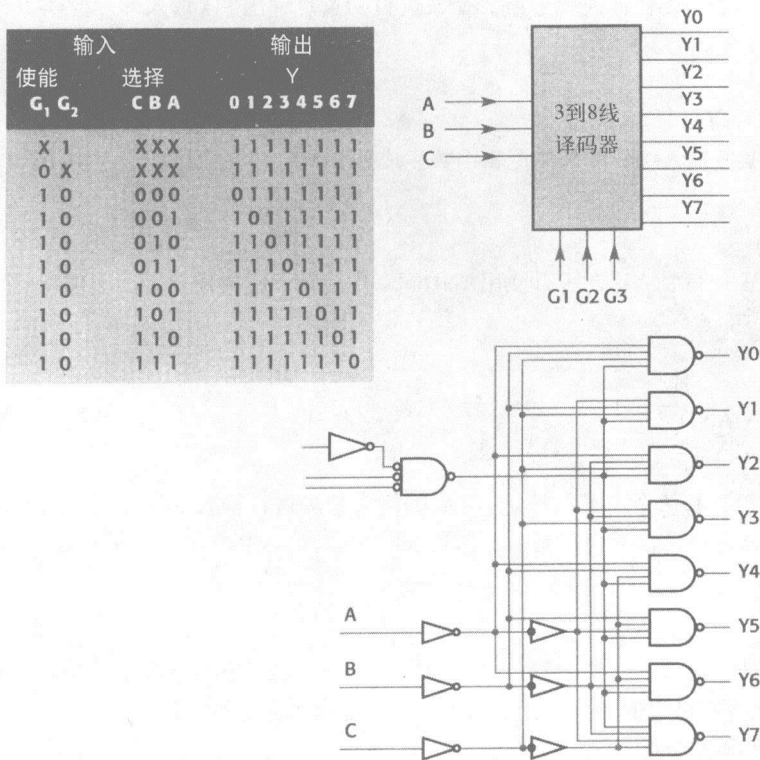 输入 输出
使能 选择 Y
G1 G2 C B A 0 1 2 3 4 5 6 7
X 1 X X X 1 1 1 1 1 1 1 1
0 X X X X 1 1 1 1 1 1 1 1
1 0 0 0 0 0 1 1 1 1 1 1 1
1 0 0 0 1 1 0 1 1 1 1 1 1
1 0 0 1 0 1 1 0 1 1 1 1 1
1 0 0 1 1 1 1 1 0 1 1 1 1
1 0 1 0 0 1 1 1 1 0 1 1 1
1 0 1 0 1 1 1 1 1 1 0 1 1
1 0 1 1 0 1 1 1 1 1 1 0 1
1 0 1 1 1 1 1 1 1 1 1 1 0
Y0
Y1
Y2
Y3
Y4
Y5
Y6
Y7
A
B
C
3到8线
译码器
G1 G2 G3
Y0
Y1
Y2
Y3
Y4
Y5
Y6
Y7
A
B
C